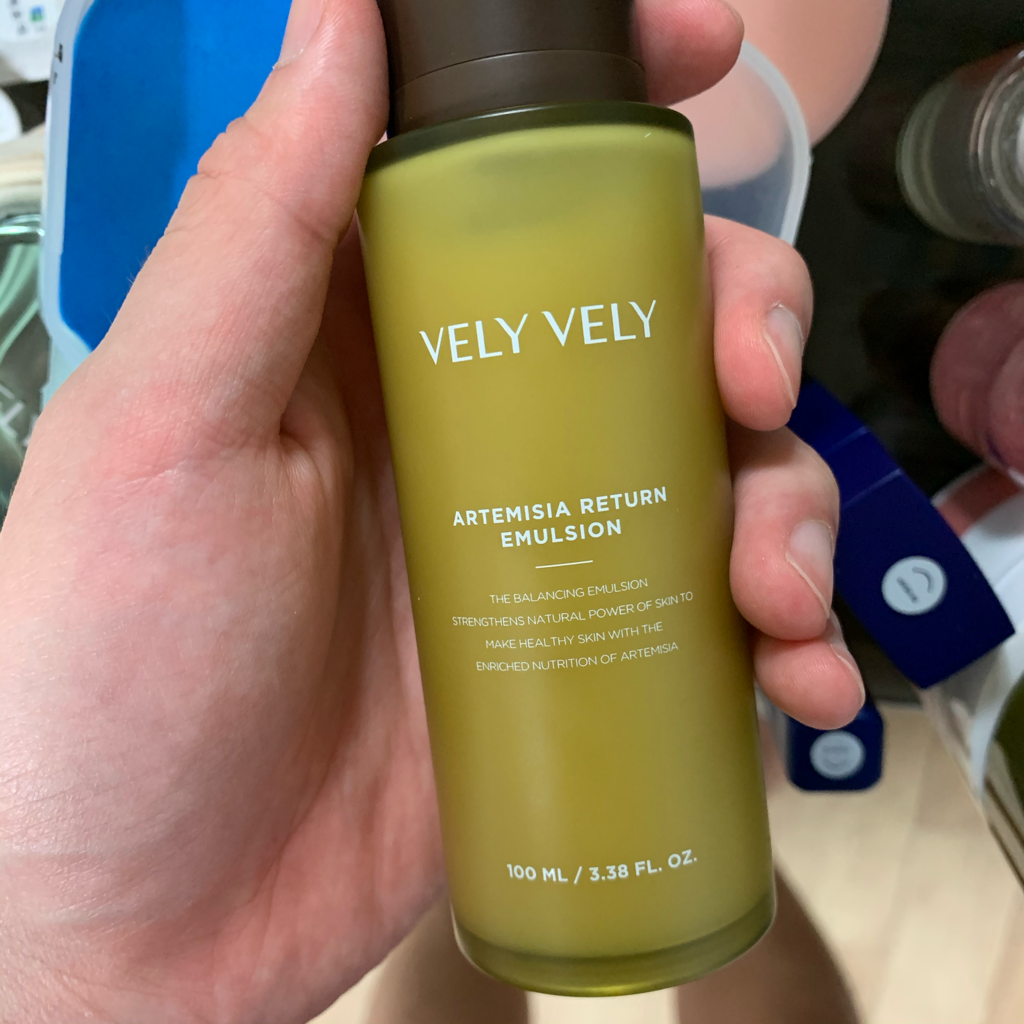 VELY VELY
ARTEMISIA RETURN
EMULSION
THE BALANCING EMULSION
STRENGTHENS NATURAL POWER OF SKIN TO
MAKE HEALTHY SKIN WITH THE
ENRICHED NUTRITION OF ARTEMISIA
100 ML / 3.38 FL. OZ.